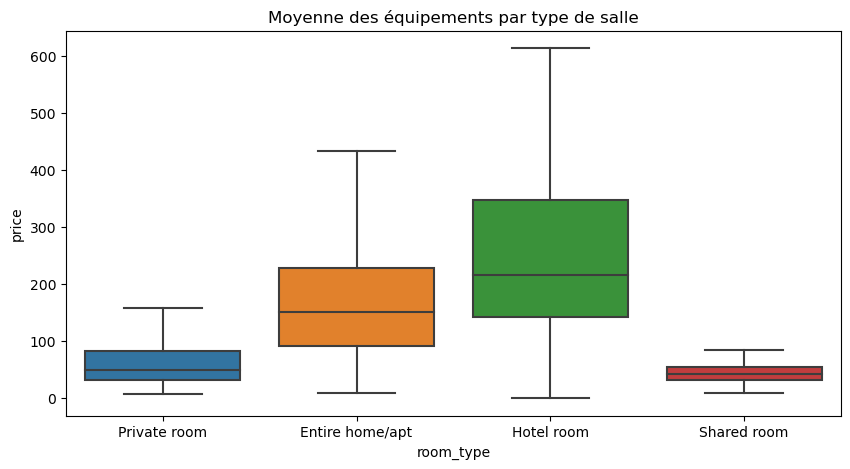 Moyenne des équipements par type de salle
price
600
500
400
300
200
100
0
Private room
Entire home/apt
Hotel room
Shared room
room_type